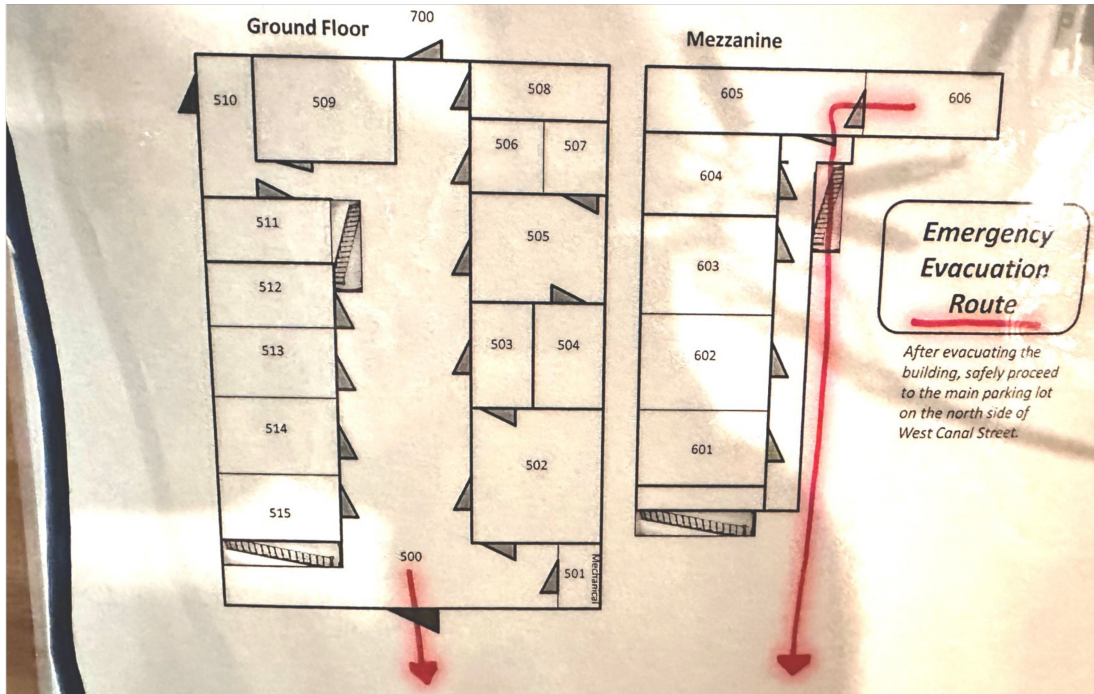 Ground Floor
700
Mezzanine
510
509
508
506
507
511
505
512
513
503
504
514
502
515
500
501
Mechanical
605
606
604
603
602
601
Emergency
Evacuation
Route
After evacuating the
building, safely proceed
to the main parking lot
on the north side of
West Canal Street.